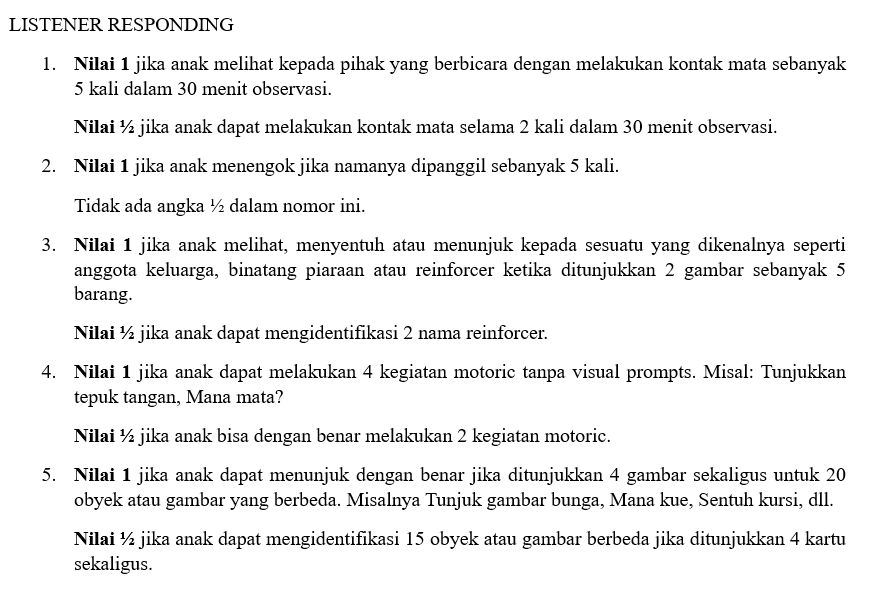 LISTENER RESPONDING
1. Nilai 1 jika anak melihat kepada pihak yang berbicara dengan melakukan kontak mata sebanyak
5 kali dalam 30 menit observasi.
Nilai ½ jika anak dapat melakukan kontak mata selama 2 kali dalam 30 menit observasi.
2. Nilai 1 jika anak menengok jika namanya dipanggil sebanyak 5 kali.
Tidak ada angka ½ dalam nomor ini.
3. Nilai 1 jika anak melihat, menyentuh atau menunjuk kepada sesuatu yang dikenalnya seperti
anggota keluarga, binatang piaraan atau reinforcer ketika ditunjukkan 2 gambar sebanyak 5
barang.
Nilai ½ jika anak dapat mengidentifikasi 2 nama reinforcer.
4. Nilai 1 jika anak dapat melakukan 4 kegiatan motoric tanpa visual prompts. Misal: Tunjukkan
tepuk tangan, Mana mata?
Nilai ½ jika anak bisa dengan benar melakukan 2 kegiatan motoric.
5. Nilai 1 jika anak dapat menunjuk dengan benar jika ditunjukkan 4 gambar sekaligus untuk 20
obyek atau gambar yang berbeda. Misalnya Tunjuk gambar bunga, Mana kue, Sentuh kursi, dll.
Nilai ½ jika anak dapat mengidentifikasi 15 obyek atau gambar berbeda jika ditunjukkan 4 kartu
sekaligus.